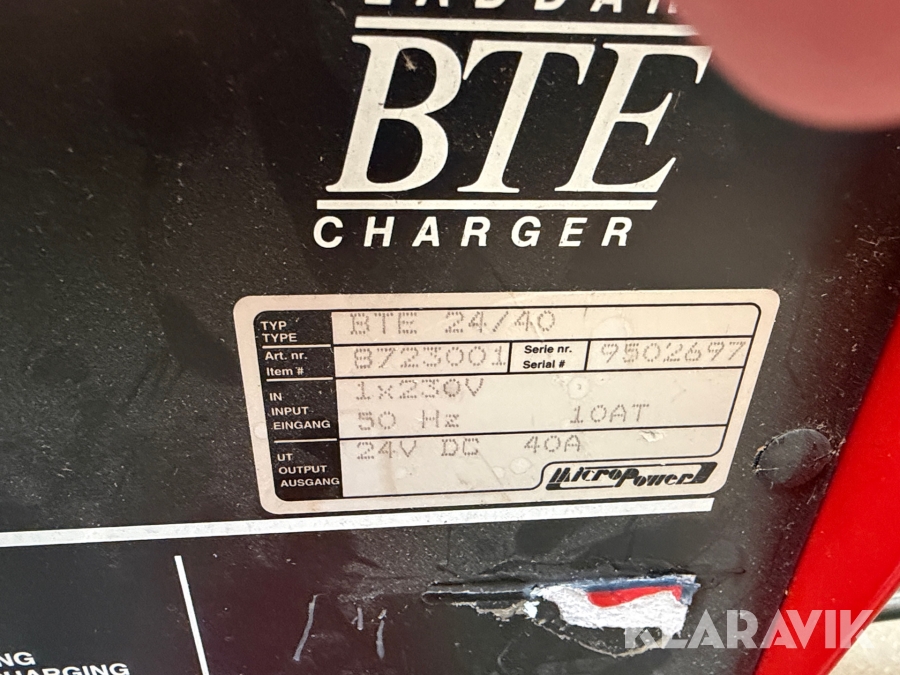 BTE
CHARGER
TYP
TYPE
BTE 24/40
Art. nr.
Item #
8723001
Serie nr.
Serial #
9502697
IN
INPUT
EINGANG
1x230V
50 Hz 10AT
UT
OUTPUT
AUSGANG
24V DC 40A
MicroPower
KLARAVIK